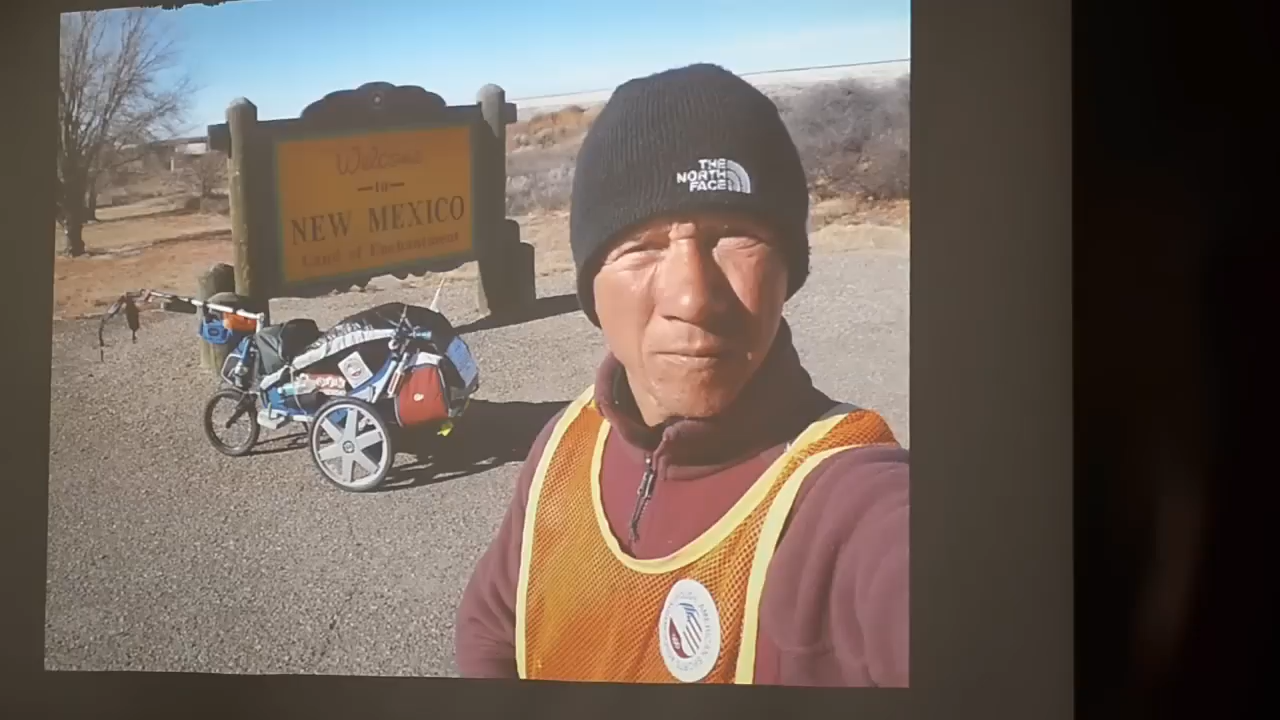 Welcome
to
NEW MEXICO
Land of Enchantment
THE
NORTH
FACE